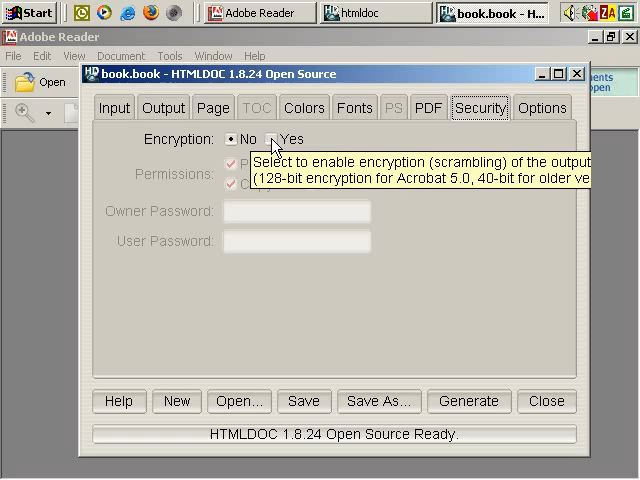 Start
Adobe Reader
htmldoc
book.book - H...
Adobe Reader
File Edit View Document Tools Window Help
Open
book.book - HTMLDOC 1.8.24 Open Source
Input Output Page TOC Colors Fonts PS PDF Security Options
Encryption: No Yes
Select to enable encryption (scrambling) of the output
Permissions:
(128-bit encryption for Acrobat 5.0, 40-bit for older ve
Owner Password:
User Password:
Help New Open... Save Save As... Generate Close
HTMLDOC 1.8.24 Open Source Ready.